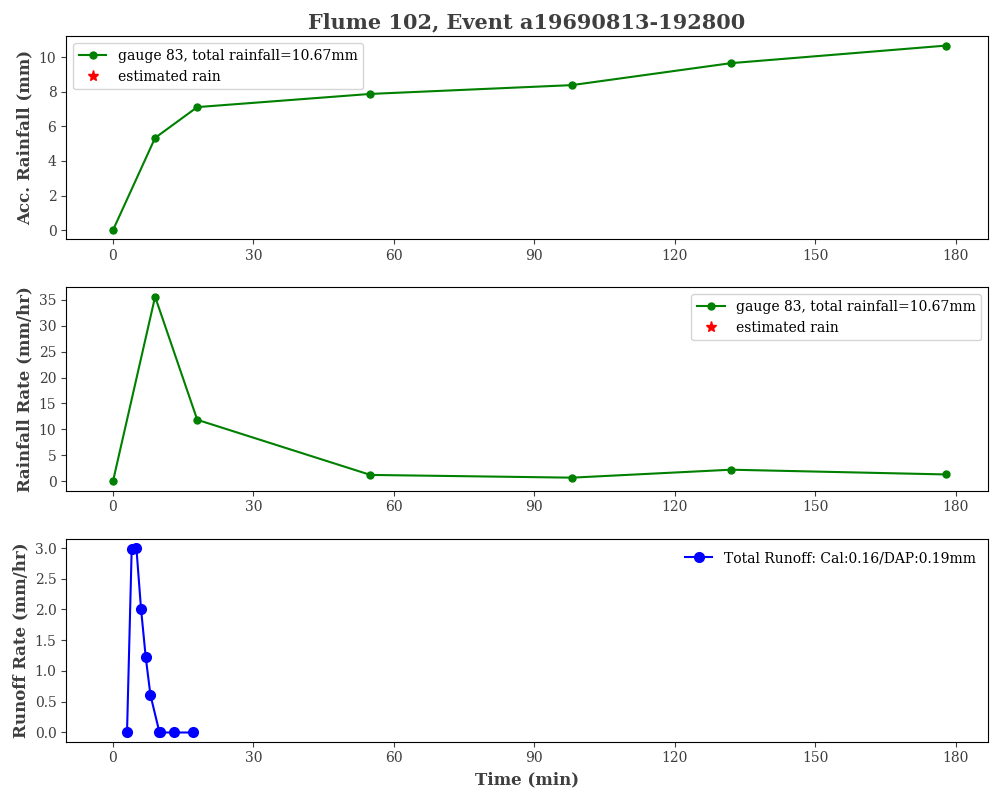 Flume 102, Event a19690813-192800
Acc. Rainfall (mm)
10
8
6
4
2
0
gauge 83, total rainfall=10.67mm
estimated rain
0 30 60 90 120 150 180
Rainfall Rate (mm/hr)
35
30
25
20
15
10
5
0
gauge 83, total rainfall=10.67mm
estimated rain
0 30 60 90 120 150 180
Runoff Rate (mm/hr)
3.0
2.5
2.0
1.5
1.0
0.5
0.0
Total Runoff: Cal:0.16/DAP:0.19mm
0 30 60 90 120 150 180
Time (min)